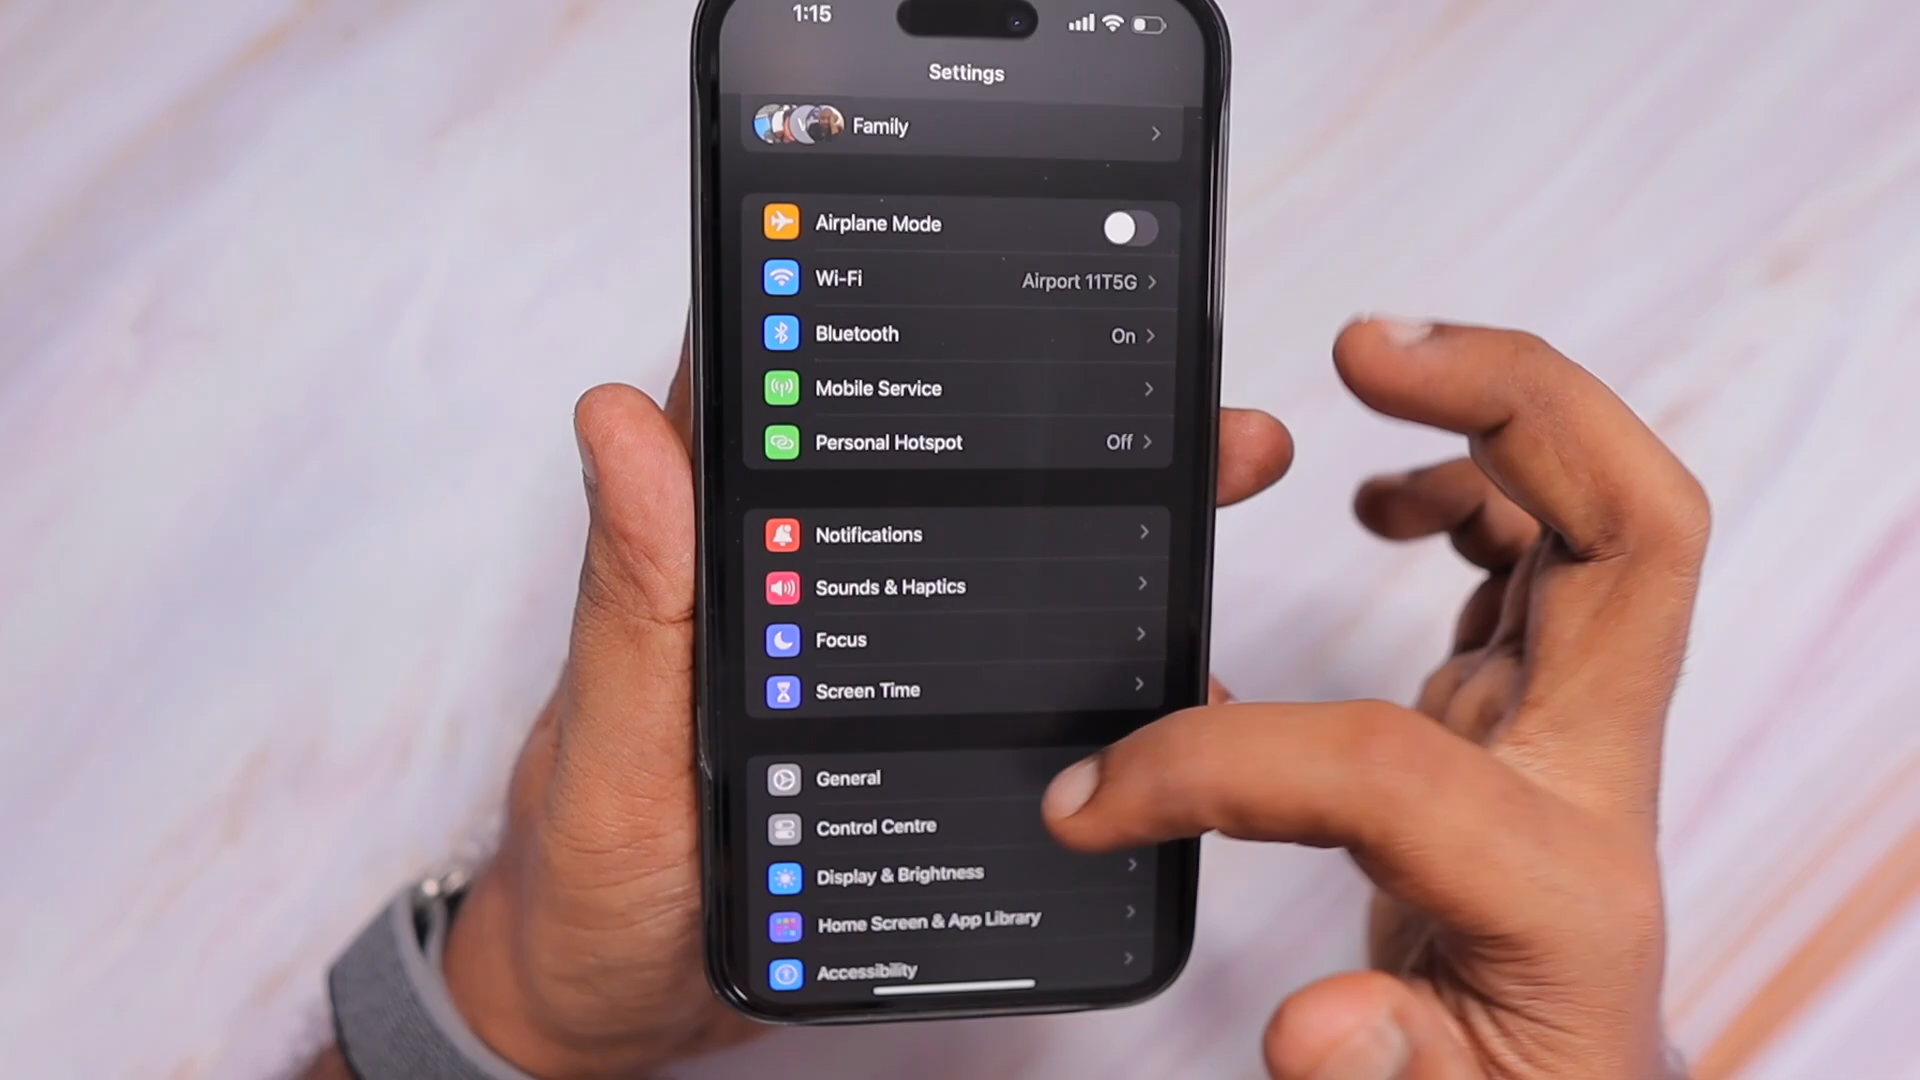 1:15
Settings
Family
Airplane Mode
Wi-Fi Airport 11T5G
Bluetooth On
Mobile Service
Personal Hotspot Off
Notifications
Sounds & Haptics
Focus
Screen Time
General
Control Centre
Display & Brightness
Home Screen & App Library
Accessibility